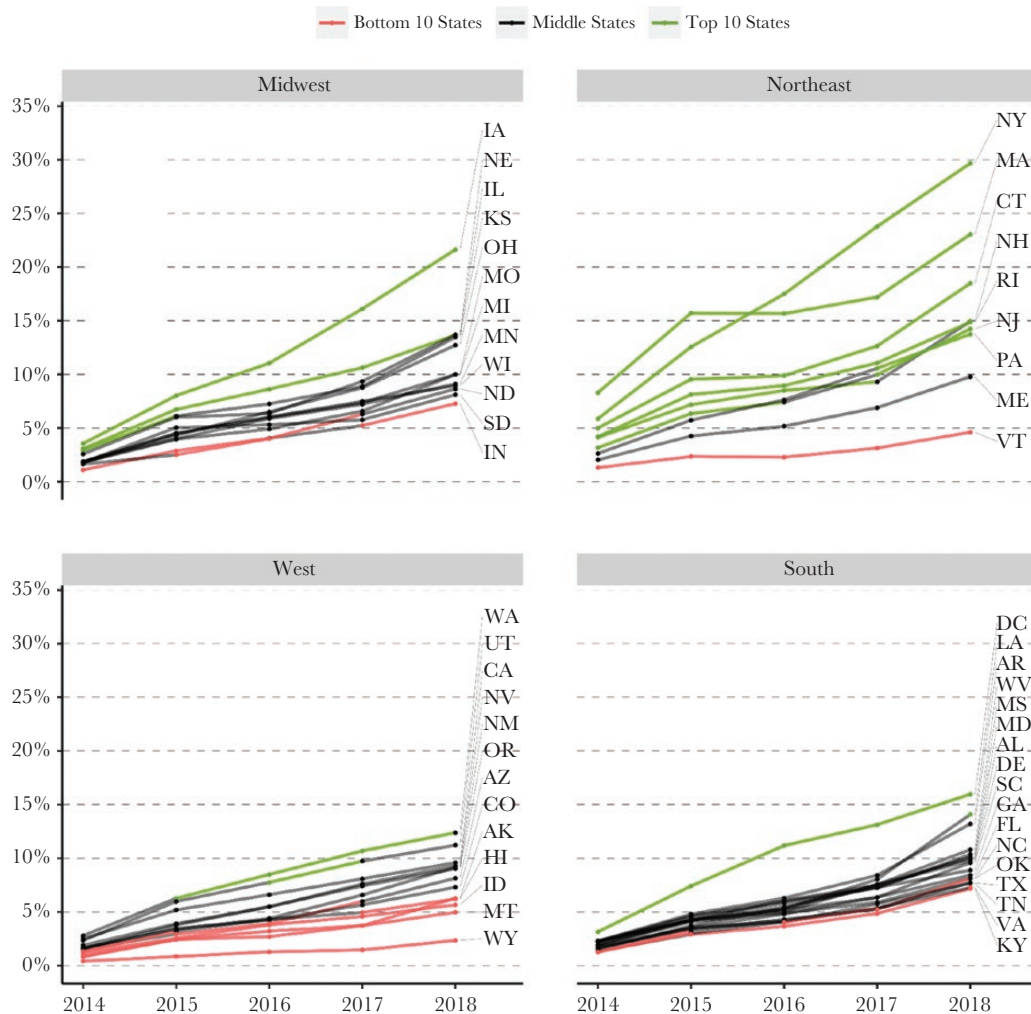 Bottom 10 States Middle States Top 10 States
Midwest
35%
30%
25%
20%
15%
10%
5%
0%
IA
NE
IL
KS
OH
MO
MI
MN
WI
ND
SD
IN
Northeast
NY
MA
CT
NH
RI
NJ
PA
ME
VT
West
35%
30%
25%
20%
15%
10%
5%
0%
WA
UT
CA
NV
NM
OR
AZ
CO
AK
HI
ID
MT
WY
2014 2015 2016 2017 2018
South
DC
LA
AR
WV
MS
MD
AL
DE
SC
GA
FL
NC
OK
TX
TN
VA
KY
2014 2015 2016 2017 2018